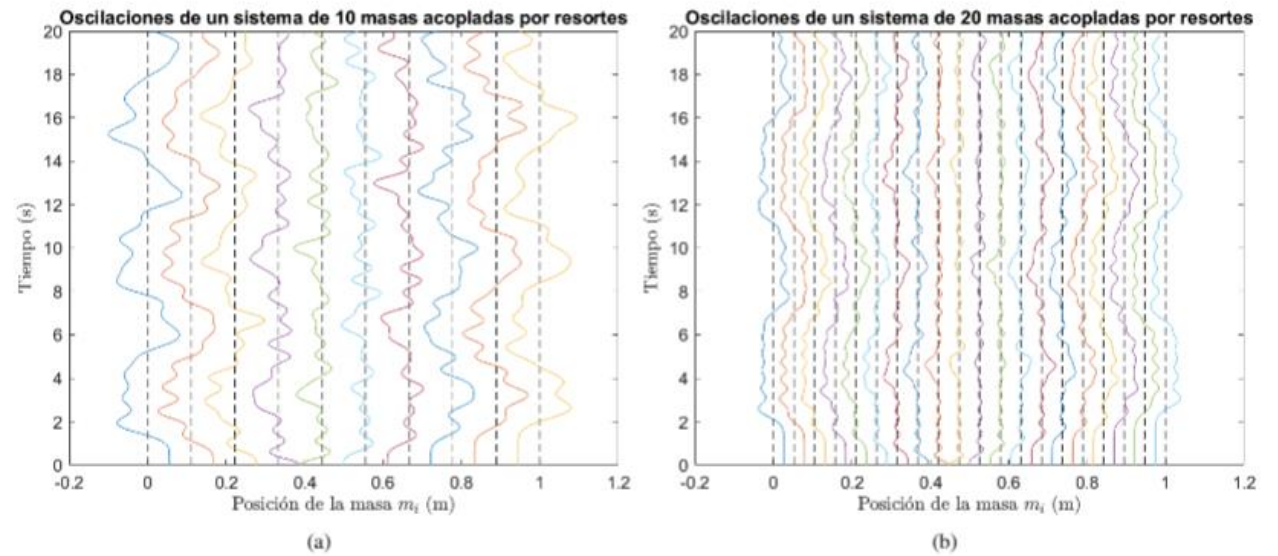 Oscilaciones de un sistema de 10 masas acopladas por resortes
20
18
16
14
12
10
8
6
4
2
0
Tiempo (s)
-0.2 0 0.2 0.4 0.6 0.8 1 1.2
Posición de la masa m_i (m)
(a)
Oscilaciones de un sistema de 20 masas acopladas por resortes
20
18
16
14
12
10
8
6
4
2
0
Tiempo (s)
-0.2 0 0.2 0.4 0.6 0.8 1 1.2
Posición de la masa m_i (m)
(b)